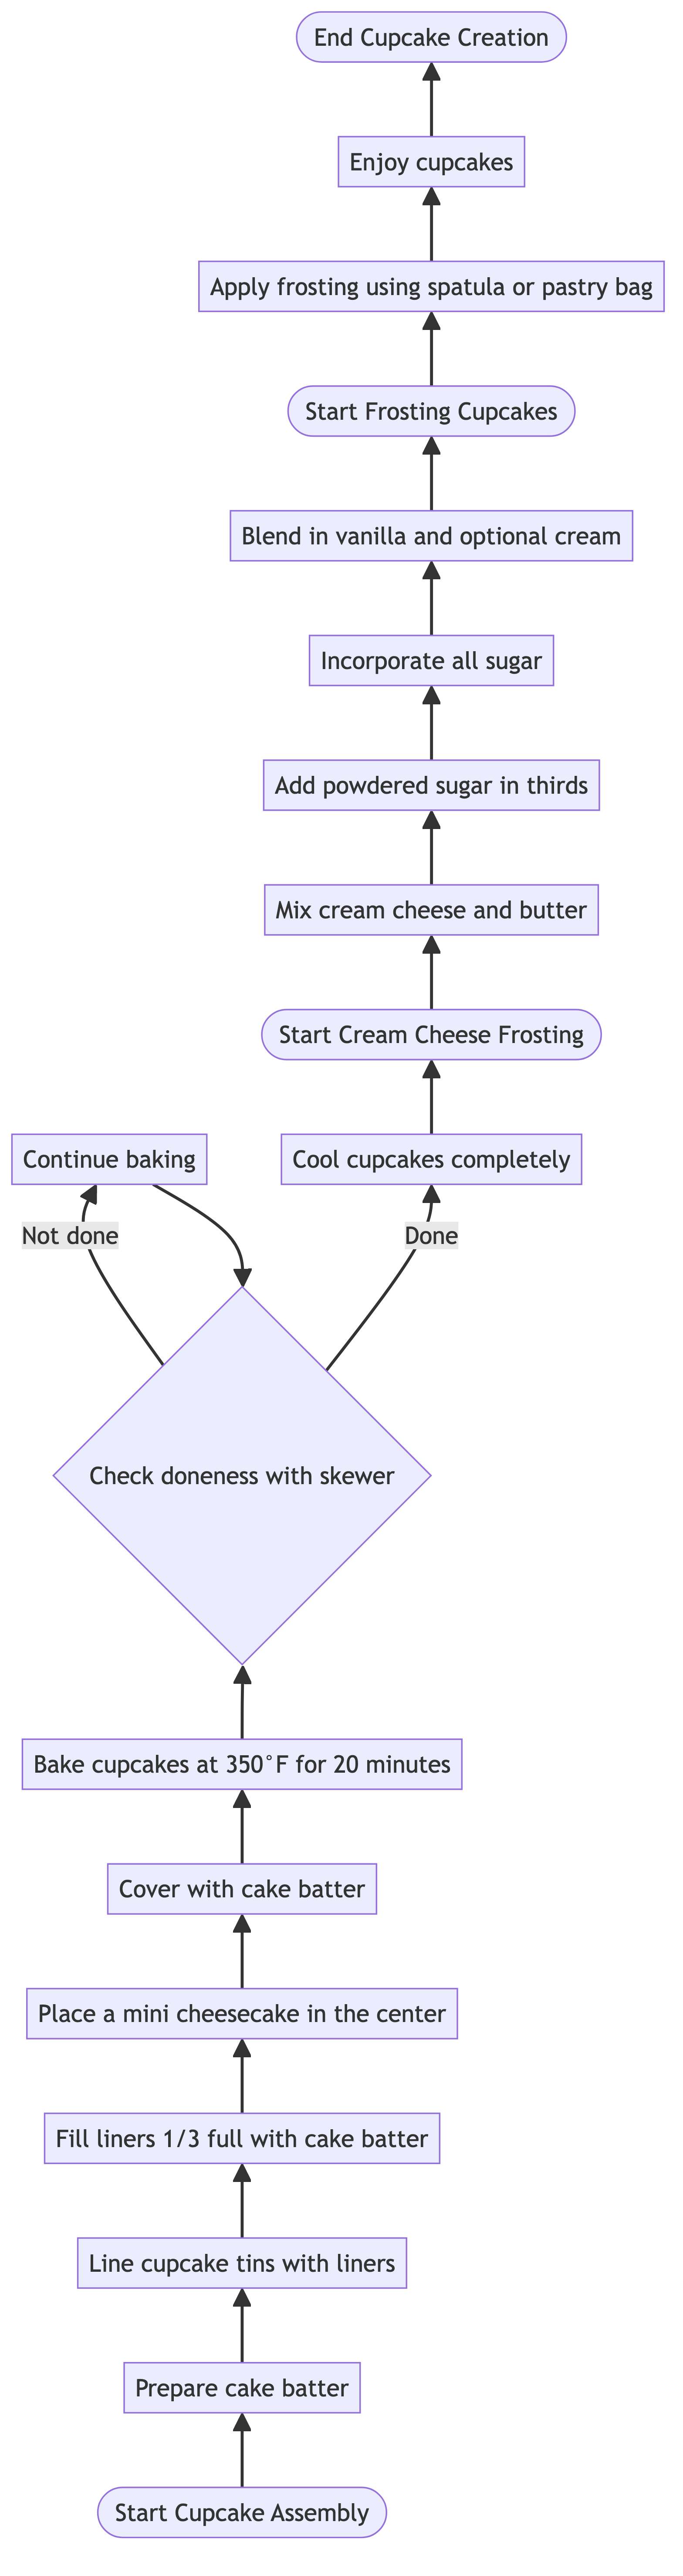 End Cupcake Creation
Enjoy cupcakes
Apply frosting using spatula or pastry bag
Start Frosting Cupcakes
Blend in vanilla and optional cream
Incorporate all sugar
Add powdered sugar in thirds
Mix cream cheese and butter
Start Cream Cheese Frosting
Continue baking
Cool cupcakes completely
Not done
Done
Check doneness with skewer
Bake cupcakes at 350°F for 20 minutes
Cover with cake batter
Place a mini cheesecake in the center
Fill liners 1/3 full with cake batter
Line cupcake tins with liners
Prepare cake batter
Start Cupcake Assembly